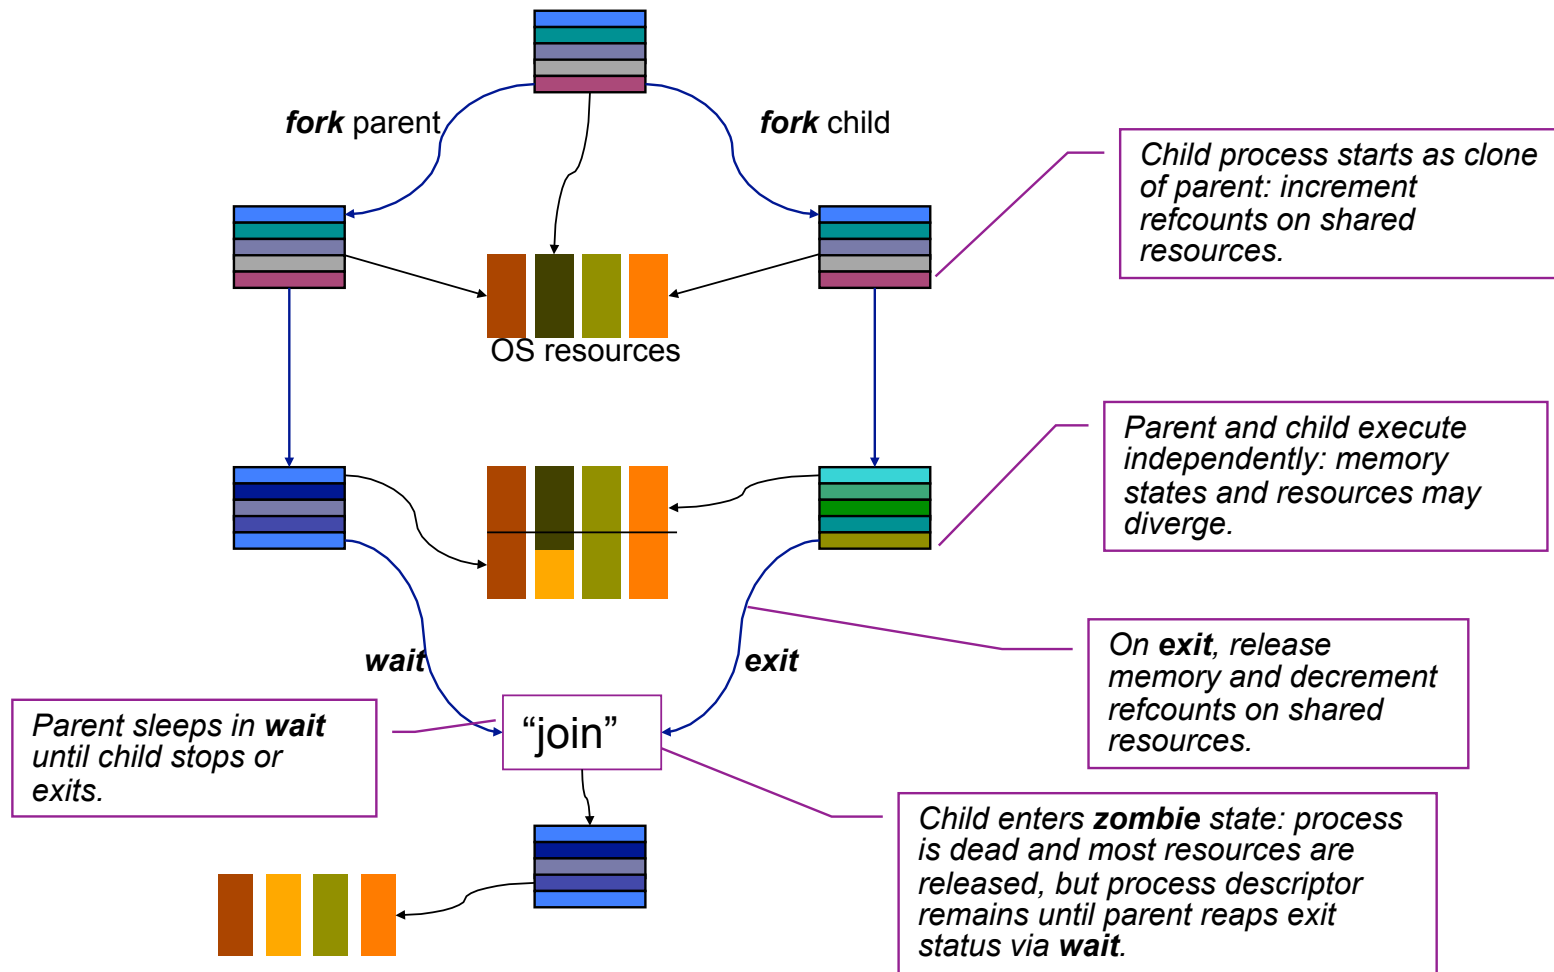 fork parent
fork child
Child process starts as clone
of parent: increment
refcounts on shared
resources.
OS resources
Parent and child execute
independently: memory
states and resources may
diverge.
wait
exit
On exit, release
memory and decrement
refcounts on shared
resources.
Parent sleeps in wait
until child stops or
exits.
“join”
Child enters zombie state: process
is dead and most resources are
released, but process descriptor
remains until parent reaps exit
status via wait.